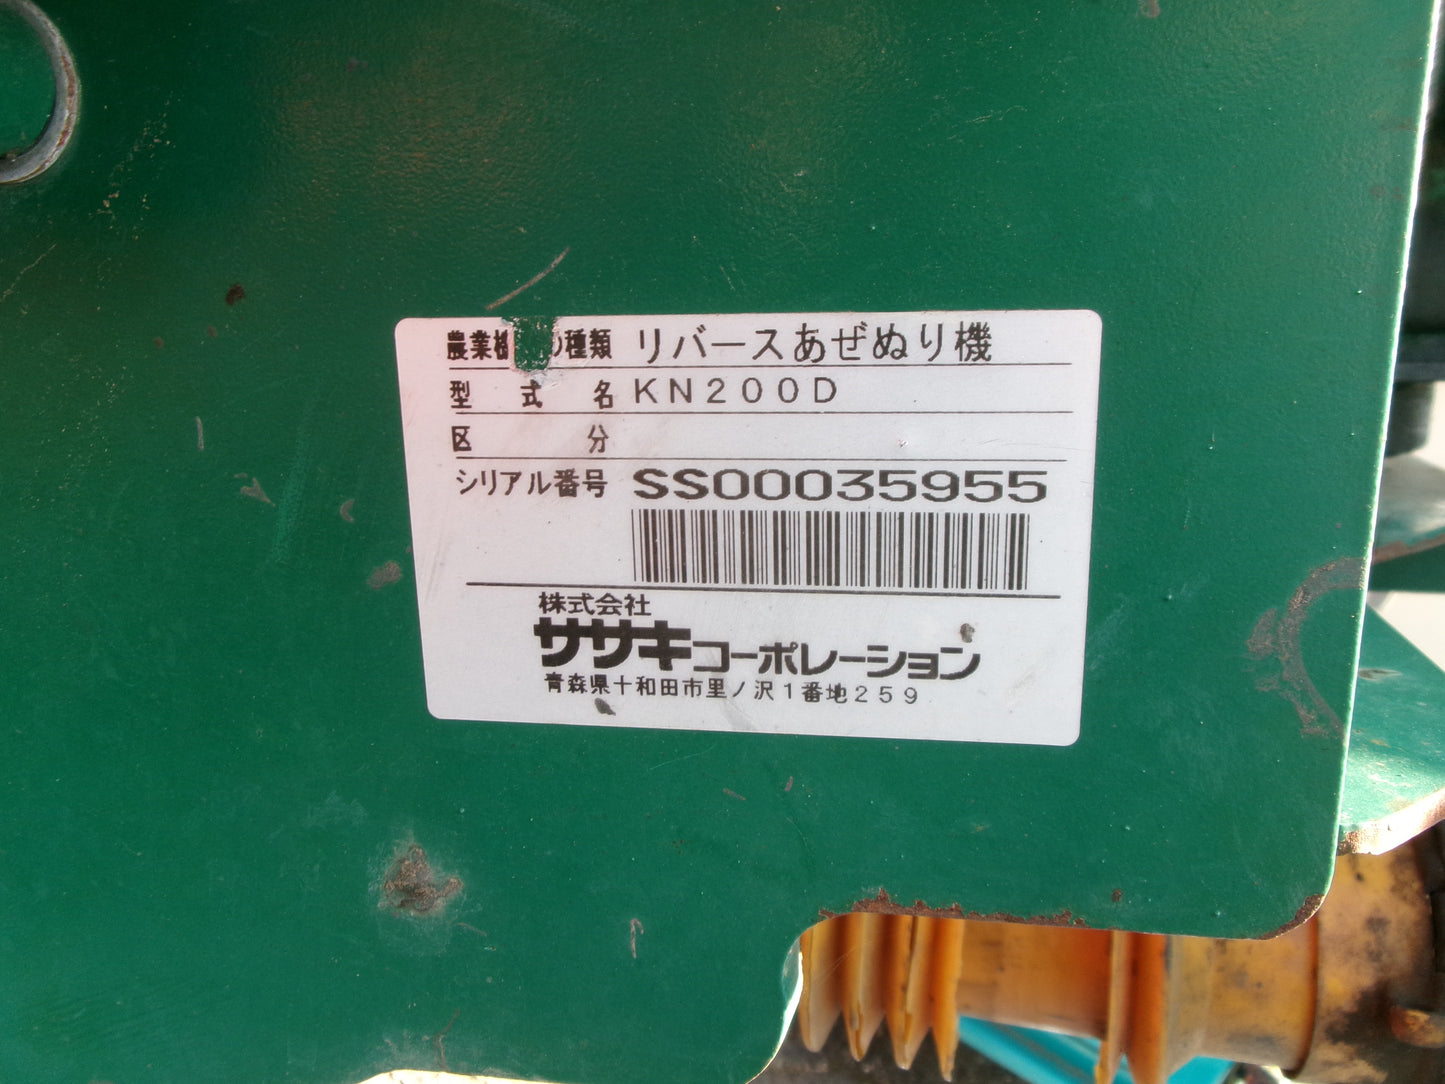 農業機の種類 リバースあぜぬり機
型式名 KN200D
区分
シリアル番号 SS00035955
株式会社
ササキコーポレーション
青森県十和田市里ノ沢1番地259